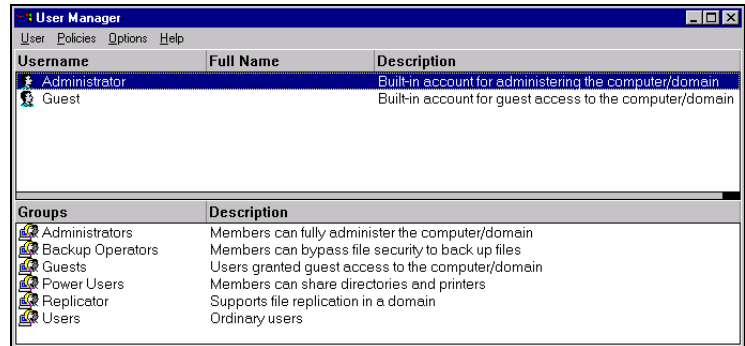 User Manager
User Policies Options Help
Username Full Name Description
Administrator Built-in account for administering the computer/domain
Guest Built-in account for guest access to the computer/domain
Groups Description
Administrators Members can fully administer the computer/domain
Backup Operators Members can bypass file security to back up files
Guests Users granted guest access to the computer/domain
Power Users Members can share directories and printers
Replicator Supports file replication in a domain
Users Ordinary users